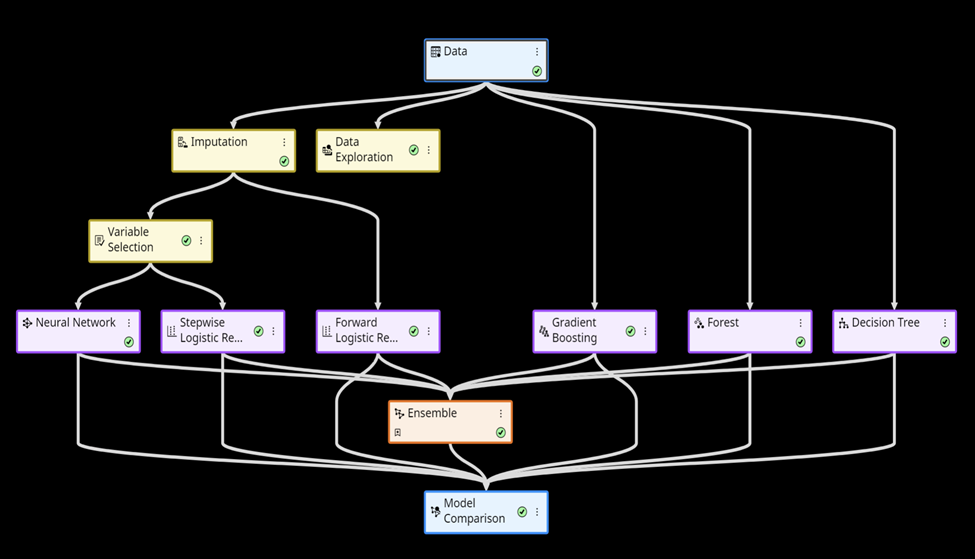 Data
Imputation
Data
Exploration
Variable
Selection
Neural Network
Stepwise
Logistic Re...
Forward
Logistic Re...
Gradient
Boosting
Forest
Decision Tree
Ensemble
Model
Comparison